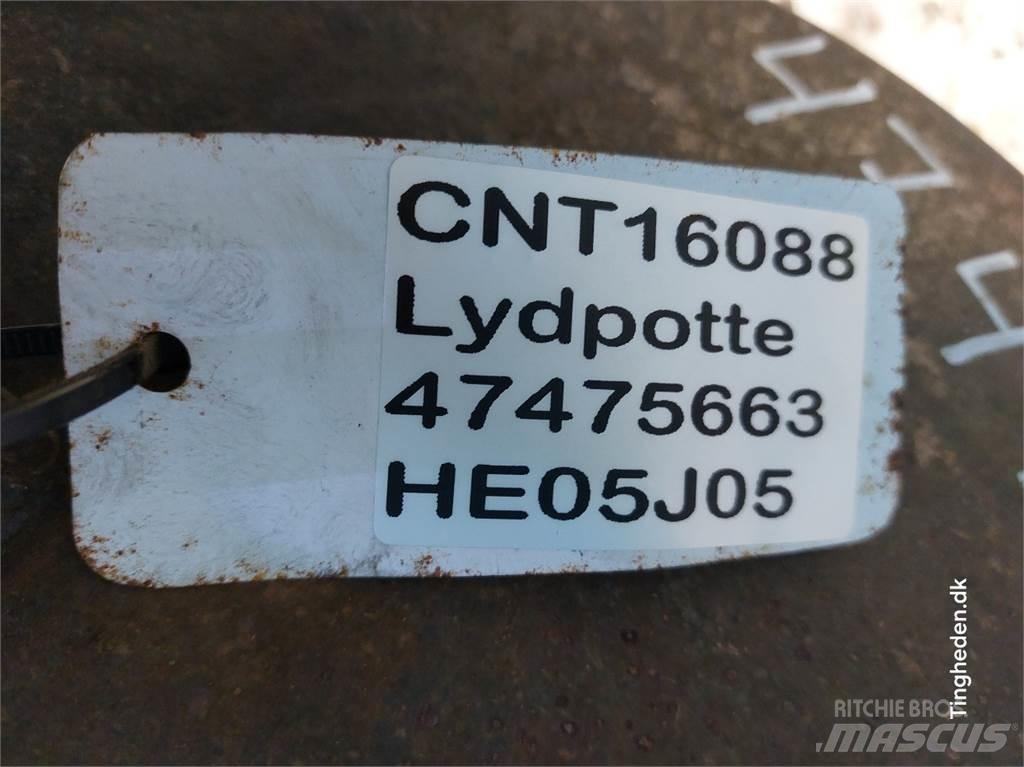 CNT16088
Lydpotte
47475663
HE05J05
Tingheden.dk
RITCHIE BROS
MASCUS